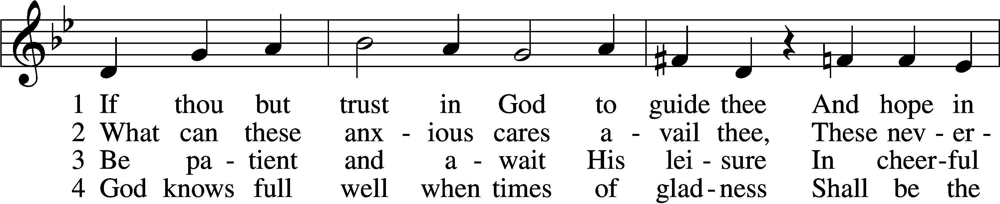 1 If thou but trust in God to guide thee And hope in
2 What can these anx - ious cares a - vail thee, These nev - er -
3 Be pa - tient and a - wait His lei - sure In cheer - ful
4 God knows full well when times of glad - ness Shall be the